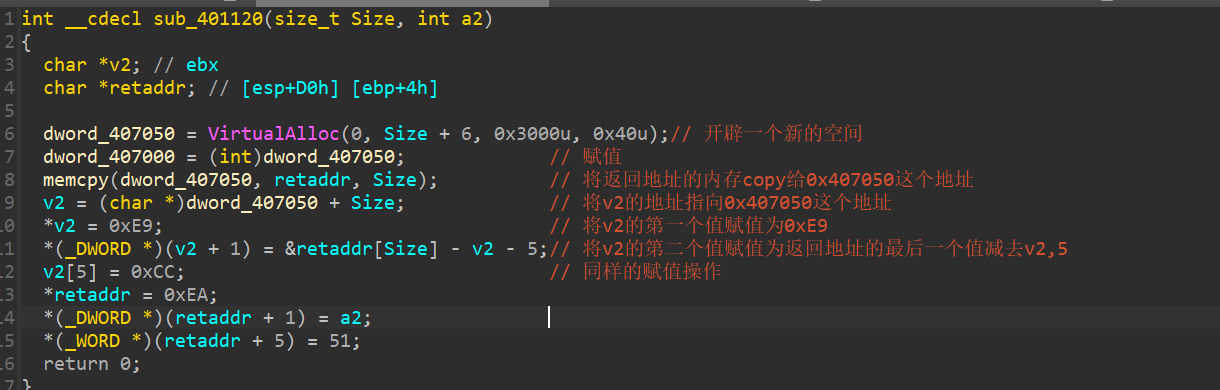 1 int __cdecl sub_401120(size_t Size, int a2)
2 {
3 char *v2; // ebx
4 char *retaddr; // [esp+D0h] [ebp+4h]
5
6 dword_407050 = VirtualAlloc(0, Size + 6, 0x3000u, 0x40u);// 开辟一个新的空间
7 dword_407000 = (int)dword_407050; // 赋值
8 memcpy(dword_407050, retaddr, Size); // 将返回地址的内存copy给0x407050这个地址
9 v2 = (char *)dword_407050 + Size; // 将v2的地址指向0x407050这个地址
10 *v2 = 0xE9; // 将v2的第一个值赋值为0xE9
11 *(_DWORD *)(v2 + 1) = &retaddr[Size] - v2 - 5;// 将v2的第二个值赋值为返回地址的最后一个值减去v2,5
12 v2[5] = 0xCC; // 同样的赋值操作
13 *retaddr = 0xEA;
14 *(_DWORD *)(retaddr + 1) = a2;
15 *(_WORD *)(retaddr + 5) = 51;
16 return 0;
17 }